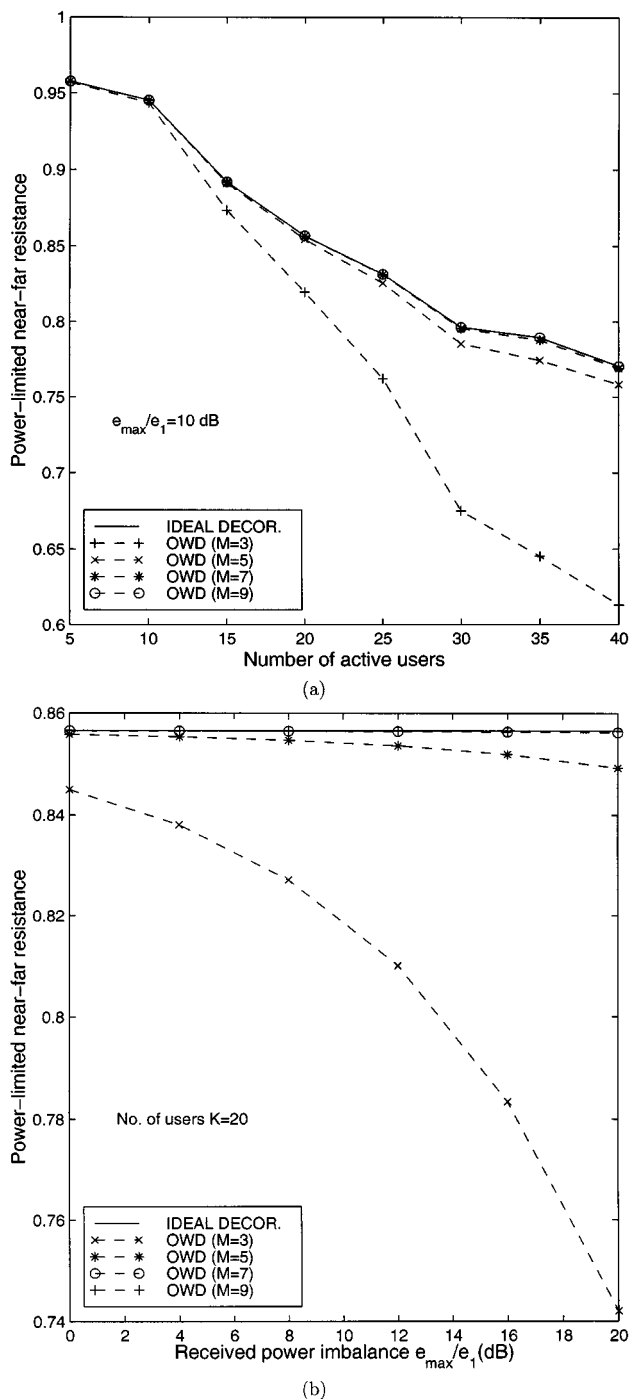 1
0.95
0.9
0.85
0.8
0.75
0.7
0.65
0.6
Power-limited near-far resistance
e_max/e_1=10 dB
IDEAL DECOR.
OWD (M=3)
OWD (M=5)
OWD (M=7)
OWD (M=9)
5 10 15 20 25 30 35 40
Number of active users
(a)
0.86
0.84
0.82
0.8
0.78
0.76
0.74
Power-limited near-far resistance
No. of users K=20
IDEAL DECOR.
OWD (M=3)
OWD (M=5)
OWD (M=7)
OWD (M=9)
0 2 4 6 8 10 12 14 16 18 20
Received power imbalance e_max/e_1(dB)
(b)